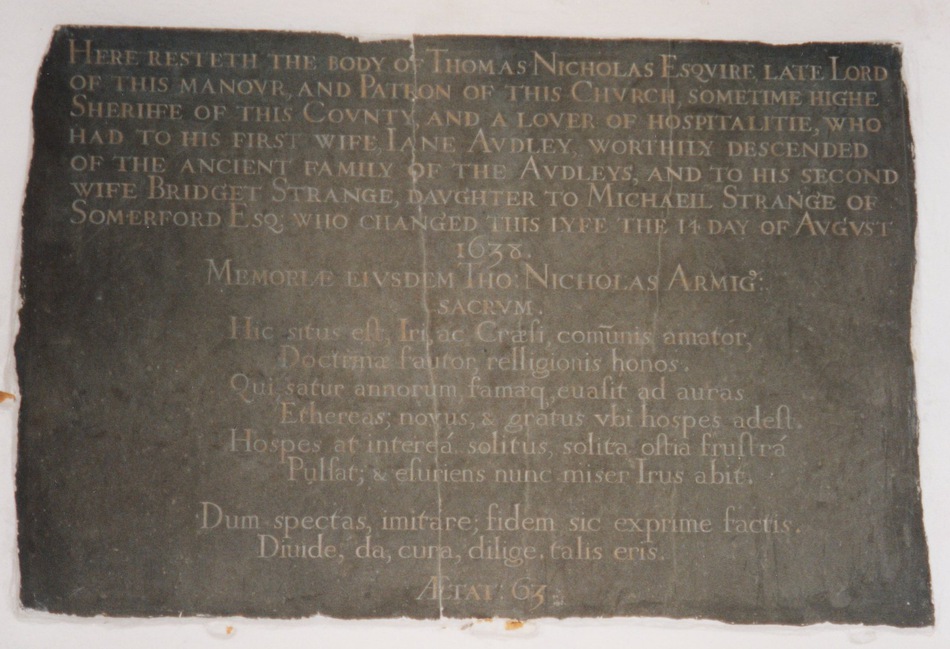 HERE RESTETH THE BODY OF THOMAS NICHOLAS ESQVIRE, LATE LORD
OF THIS MANOVR, AND PATRON OF THIS CHVRCH, SOMETIME HIGHE
SHERIFFE OF THIS COVNTY, AND A LOVER OF HOSPITALITIE, WHO
HAD TO HIS FIRST WIFE IANE AVDLEY, WORTHILY DESCENDED
OF THE ANCIENT FAMILY OF THE AVDLEYS, AND TO HIS SECOND
WIFE BRIDGET STRANGE, DAVGHTER TO MICHAEIL STRANGE OF
SOMERFORD ESQ: WHO CHANGED THIS LYFE THE 14 DAY OF AVGVST
1638.
MEMORIÆ EIVSDEM THO: NICHOLAS ARMIGR:
SACRVM.
Hic situs est, Iri, ac Cræsi, comũnis amator,
Doctrinæ fautor, relligionis honos.
Qui satur annorum, famæq, euasit ad auras
Ethereas; novus, & gratus vbi hospes adest.
Hospes at intereá solitus, solita ostia frustrá
Pulsat; & esuriens nunc miser Irus abit.
Dum spectas, imitare; fidem sic exprime factis.
Diuide, da, cura, dilige, talis eris.
ÆTAT: 63.